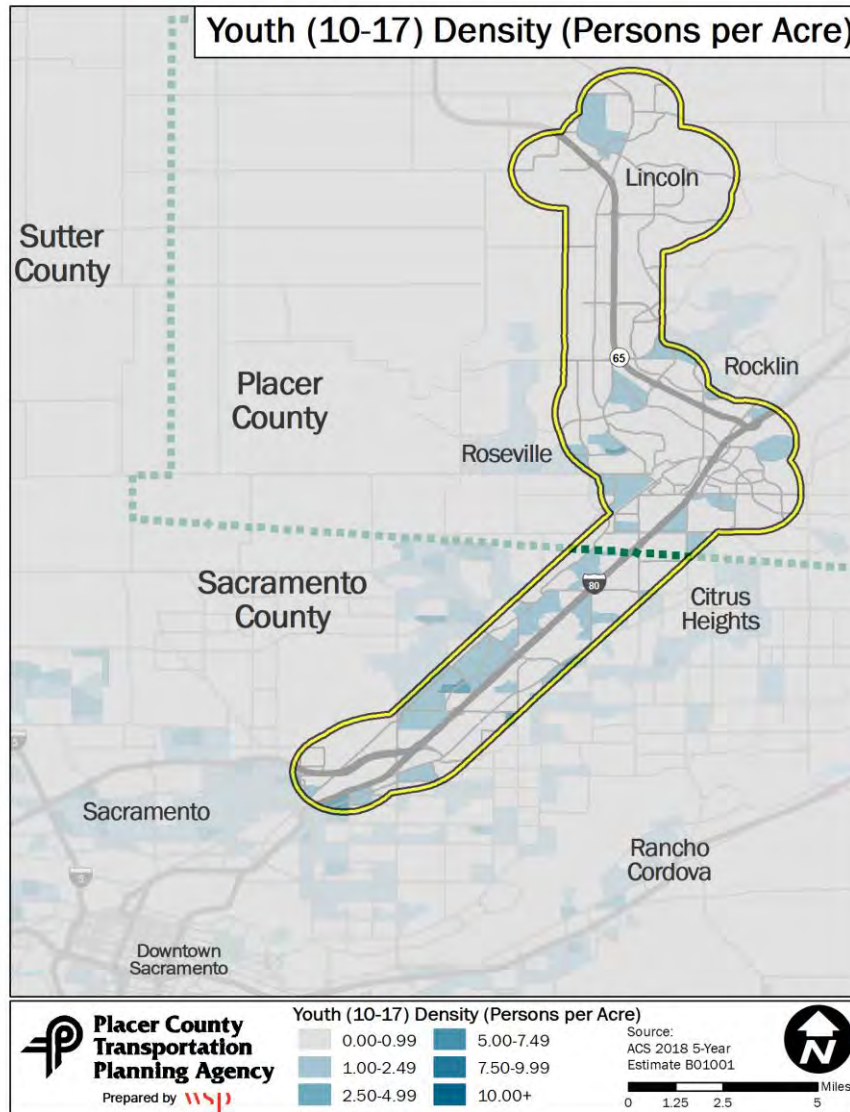 Youth (10-17) Density (Persons per Acre)
Lincoln
Sutter
County
65
Rocklin
Placer
County
Roseville
Sacramento
County
80
Citrus
Heights
5
Sacramento
Rancho
Cordova
5
Downtown
Sacramento
Placer County
Transportation
Planning Agency
Prepared by wsp
Youth (10-17) Density (Persons per Acre)
0.00-0.99
1.00-2.49
2.50-4.99
5.00-7.49
7.50-9.99
10.00+
Source:
ACS 2018 5-Year
Estimate B01001
N
Miles
0 1.25 2.5 5